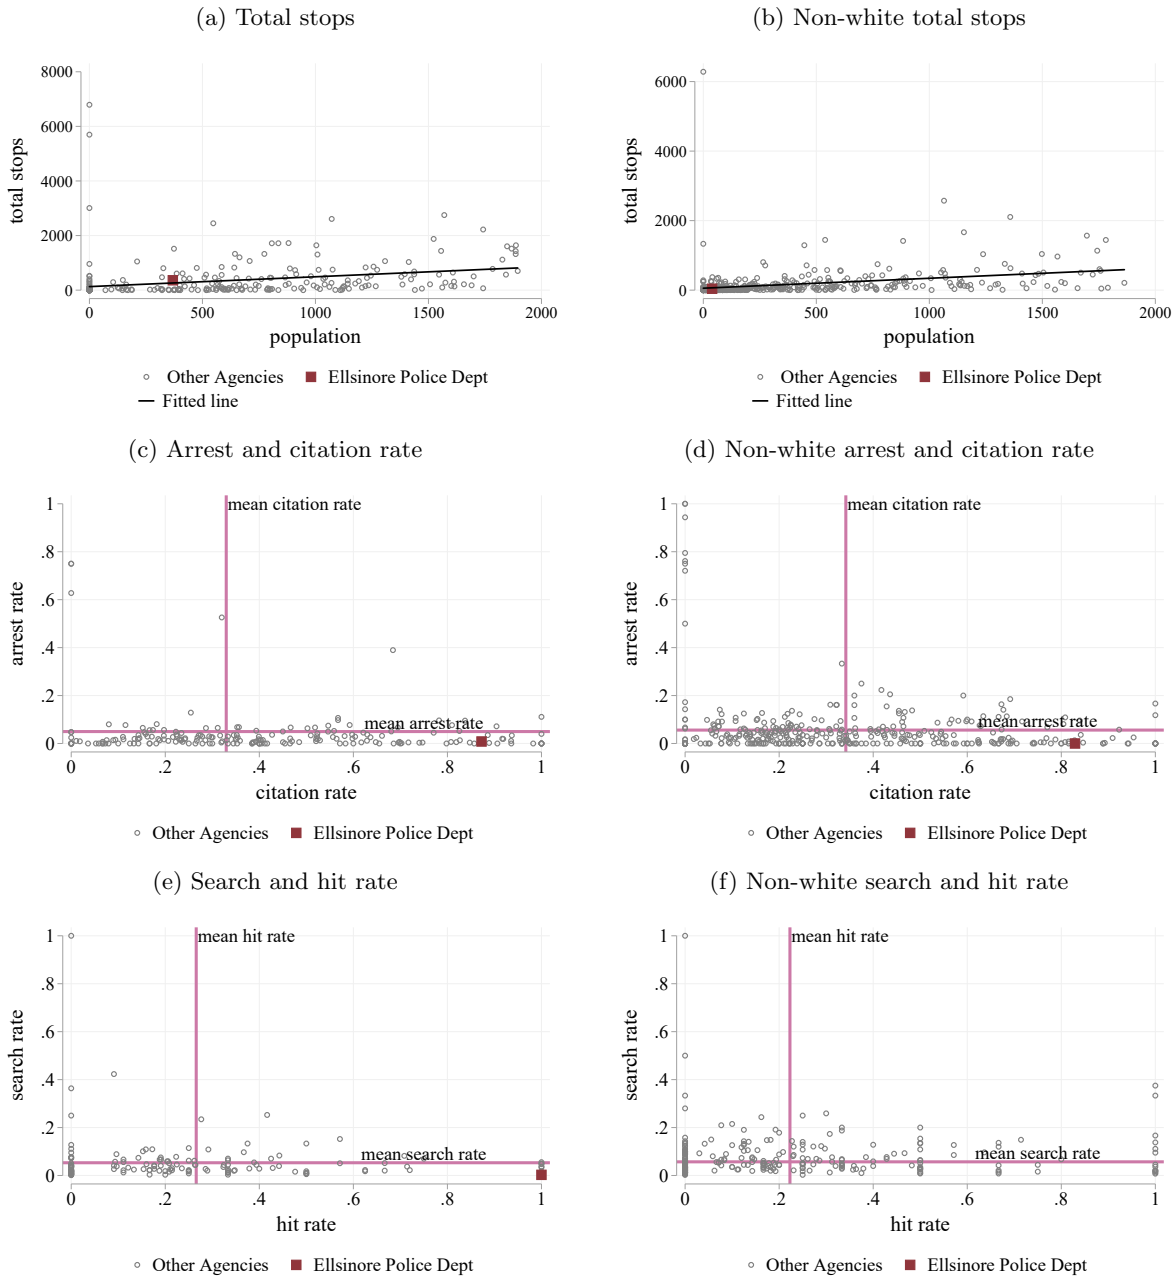 (a) Total stops
(b) Non-white total stops
total stops
8000
6000
4000
2000
0
0 500 1000 1500 2000
population
Other Agencies Ellsinore Police Dept
Fitted line
total stops
6000
4000
2000
0
0 500 1000 1500 2000
population
Other Agencies Ellsinore Police Dept
Fitted line
(c) Arrest and citation rate
(d) Non-white arrest and citation rate
arrest rate
1
.8
.6
.4
.2
0
mean citation rate
mean arrest rate
0 .2 .4 .6 .8 1
citation rate
Other Agencies Ellsinore Police Dept
arrest rate
1
.8
.6
.4
.2
0
mean citation rate
mean arrest rate
0 .2 .4 .6 .8 1
citation rate
Other Agencies Ellsinore Police Dept
(e) Search and hit rate
(f) Non-white search and hit rate
search rate
1
.8
.6
.4
.2
0
mean hit rate
mean search rate
0 .2 .4 .6 .8 1
hit rate
Other Agencies Ellsinore Police Dept
search rate
1
.8
.6
.4
.2
0
mean hit rate
mean search rate
0 .2 .4 .6 .8 1
hit rate
Other Agencies Ellsinore Police Dept